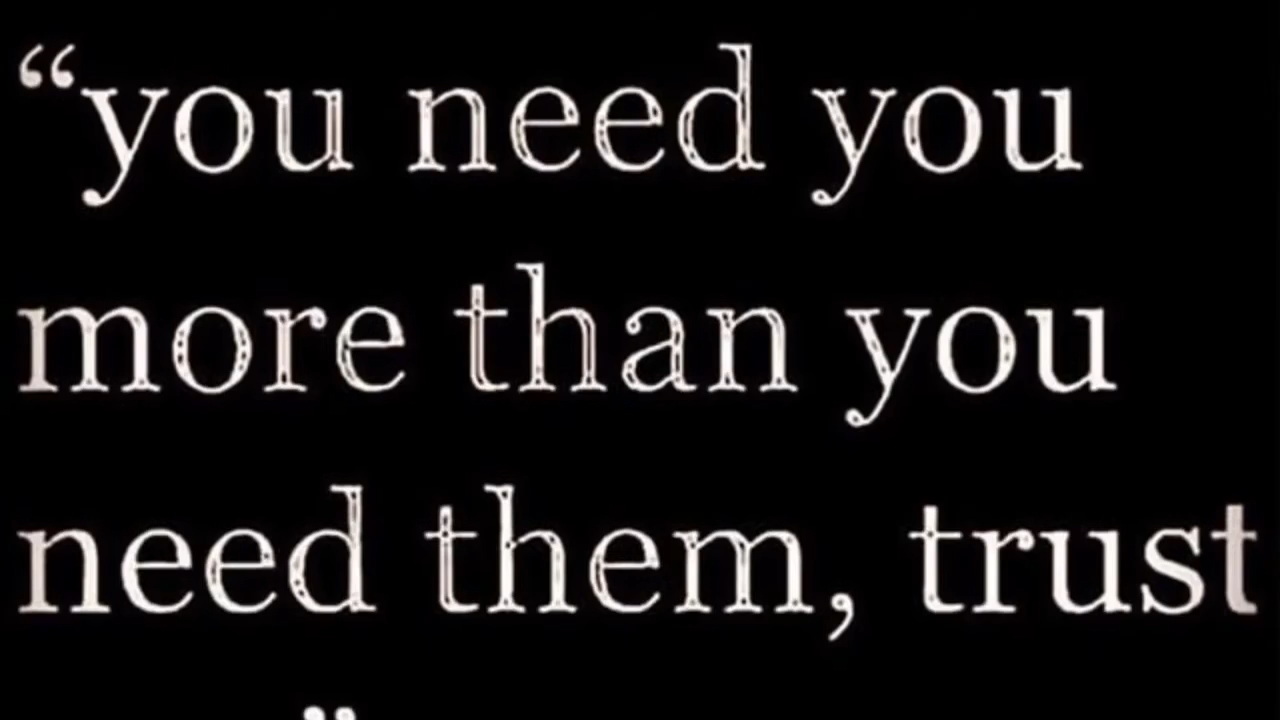 “you need you
more than you
need them, trust
”